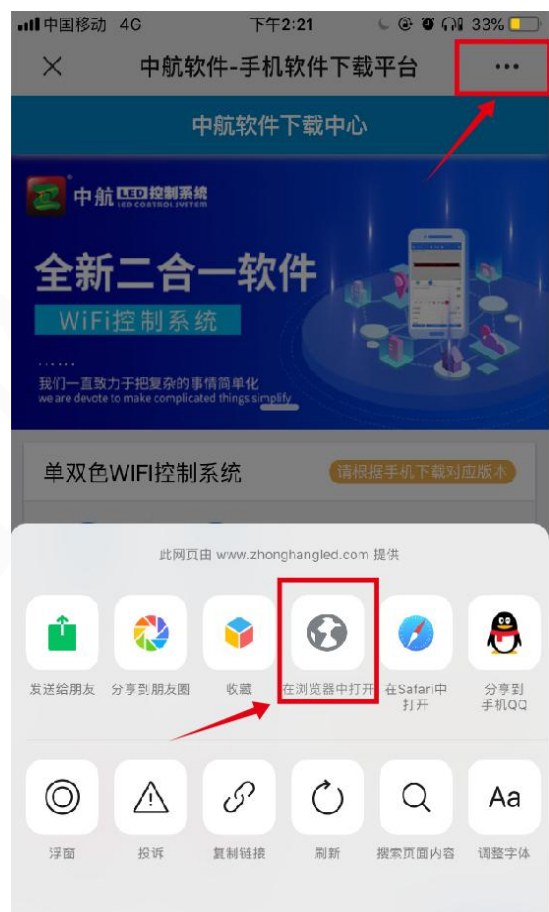 中国移动 4G 下午2:21 33%
中航软件-手机软件下载平台
中航软件下载中心
中航 LED控制系统
LED CONTROL SYSTEM
全新二合一软件
WiFi控制系统
......
我们一直致力于把复杂的事情简单化
we are devote to make complicated things simplify
单双色WIFI控制系统 请根据手机下载对应版本
此网页由 www.zhonghangled.com 提供
发送给朋友 分享到朋友圈 收藏 在浏览器中打开 在Safari中打开 分享到手机QQ
Aa
浮窗 投诉 复制链接 刷新 搜索页面内容 调整字体